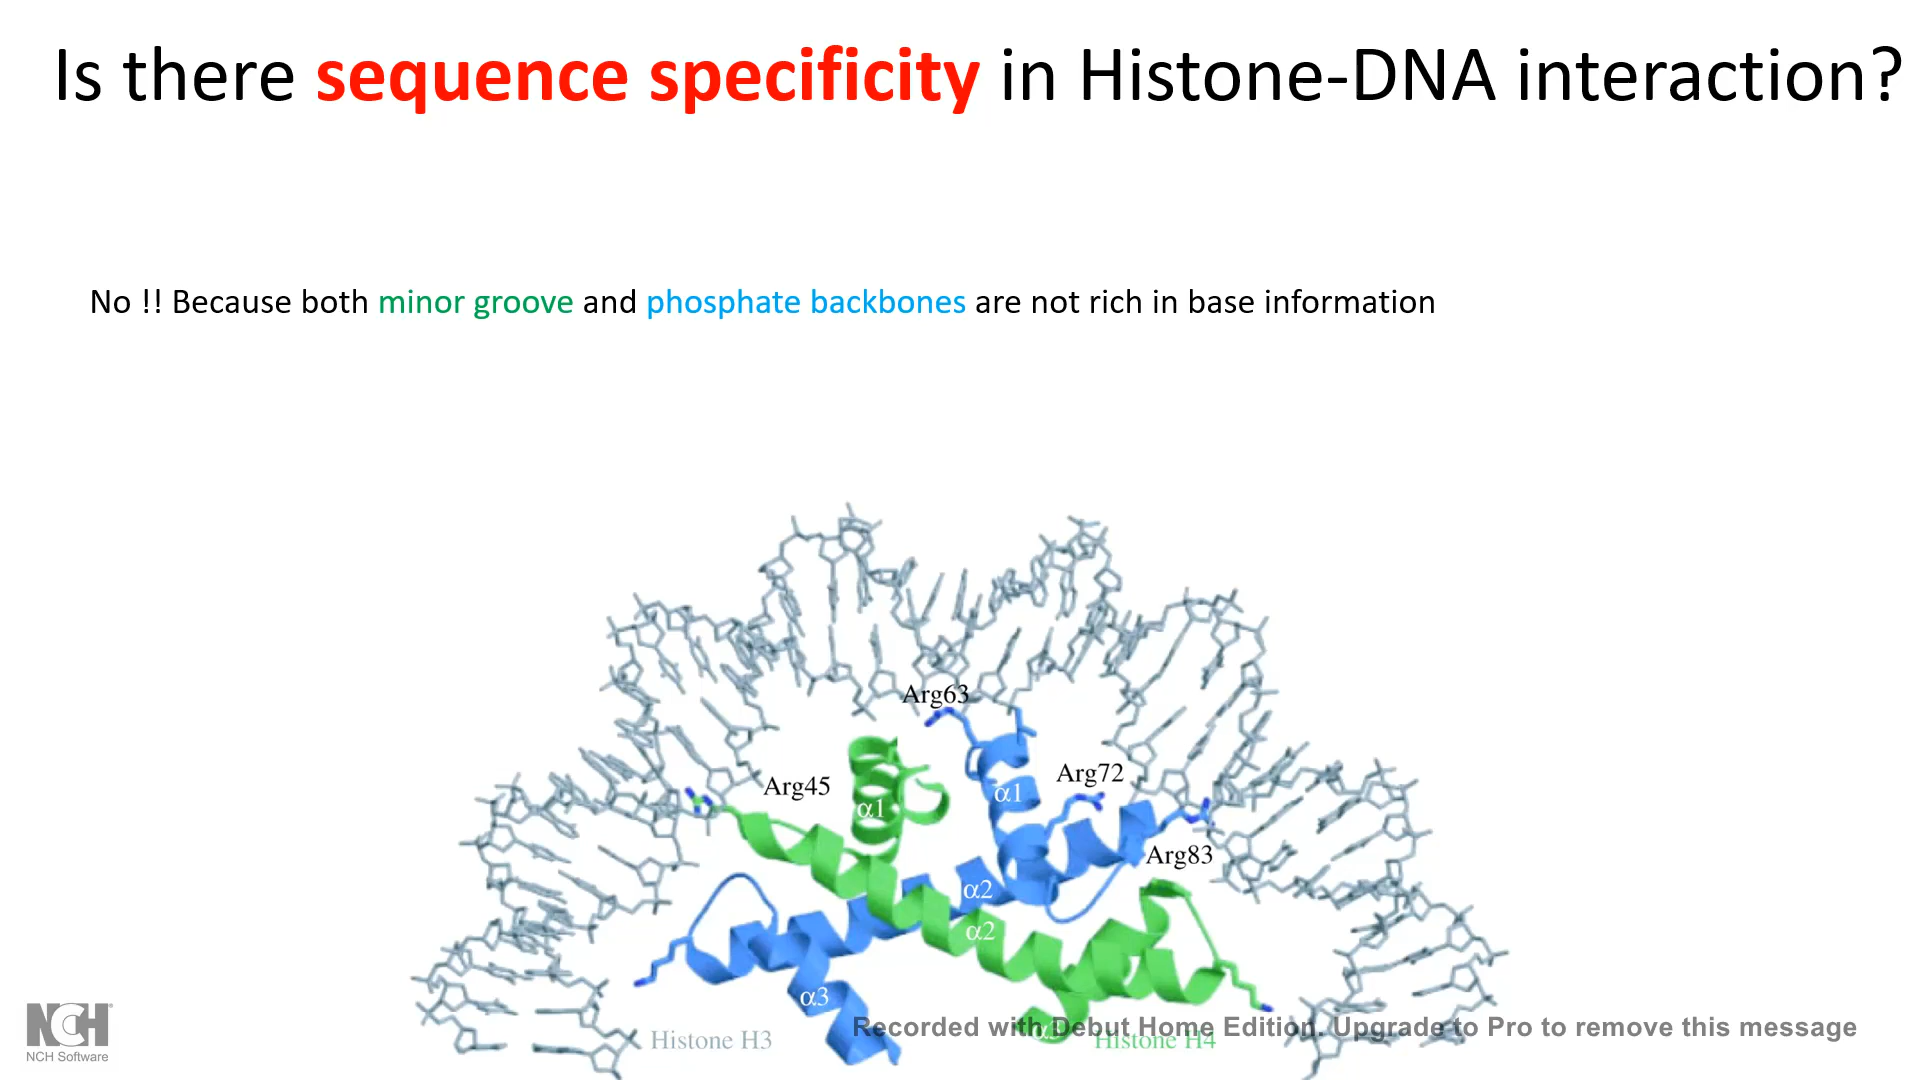 Is there sequence specificity in Histone-DNA interaction?
No !! Because both minor groove and phosphate backbones are not rich in base information
Arg63
Arg45
Arg72
α1
α1
Arg83
α2
α2
α3
α3
Histone H3
Histone H4
Recorded with Debut Home Edition. Upgrade to Pro to remove this message
NCH®
NCH Software